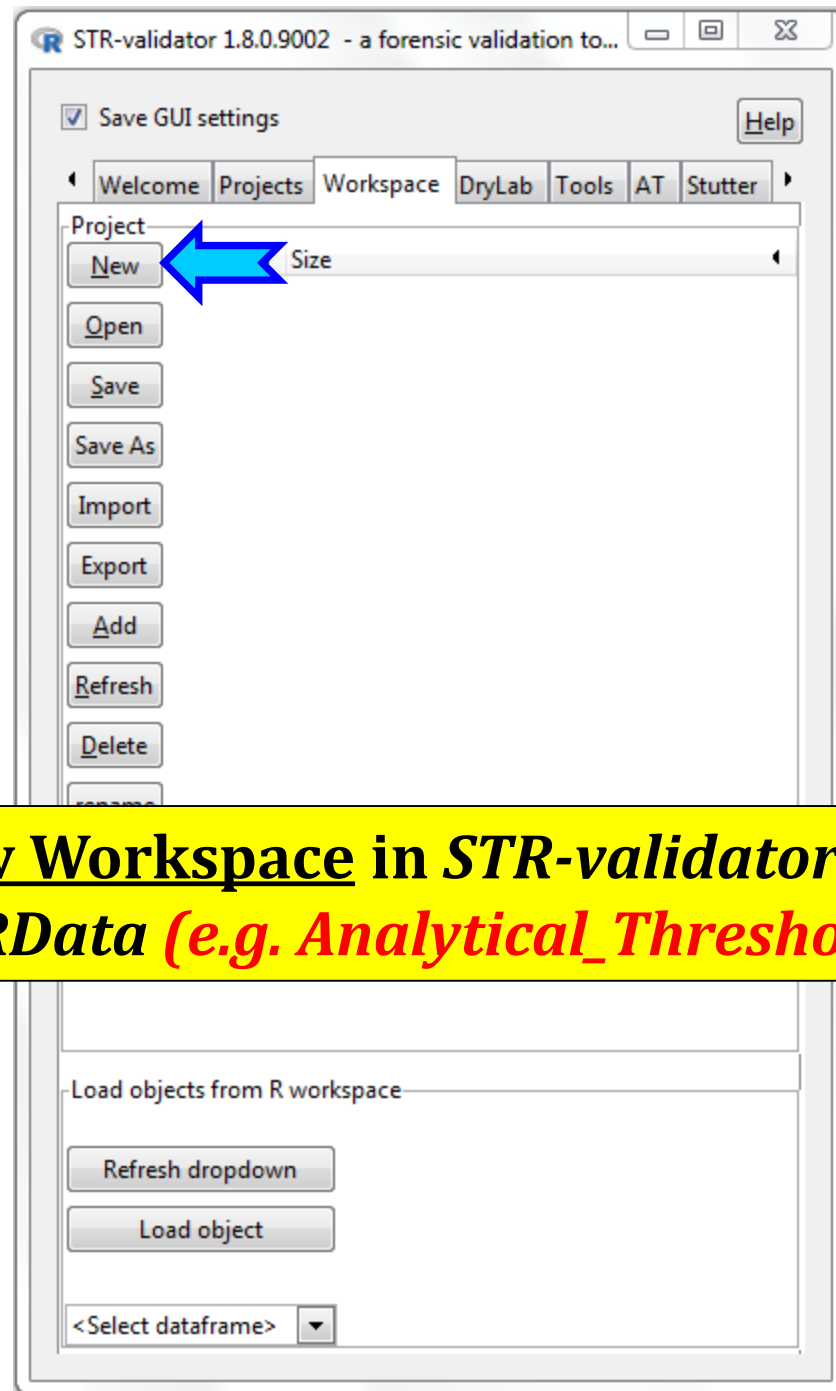 STR-validator 1.8.0.9002 - a forensic validation to...
Save GUI settings
Help
Welcome Projects Workspace DryLab Tools AT Stutter
Project
New
Size
Open
Save
Save As
Import
Export
Add
Refresh
Delete
Workspace in STR-validator
RData (e.g. Analytical_Thresho
Load objects from R workspace
Refresh dropdown
Load object
<Select dataframe>